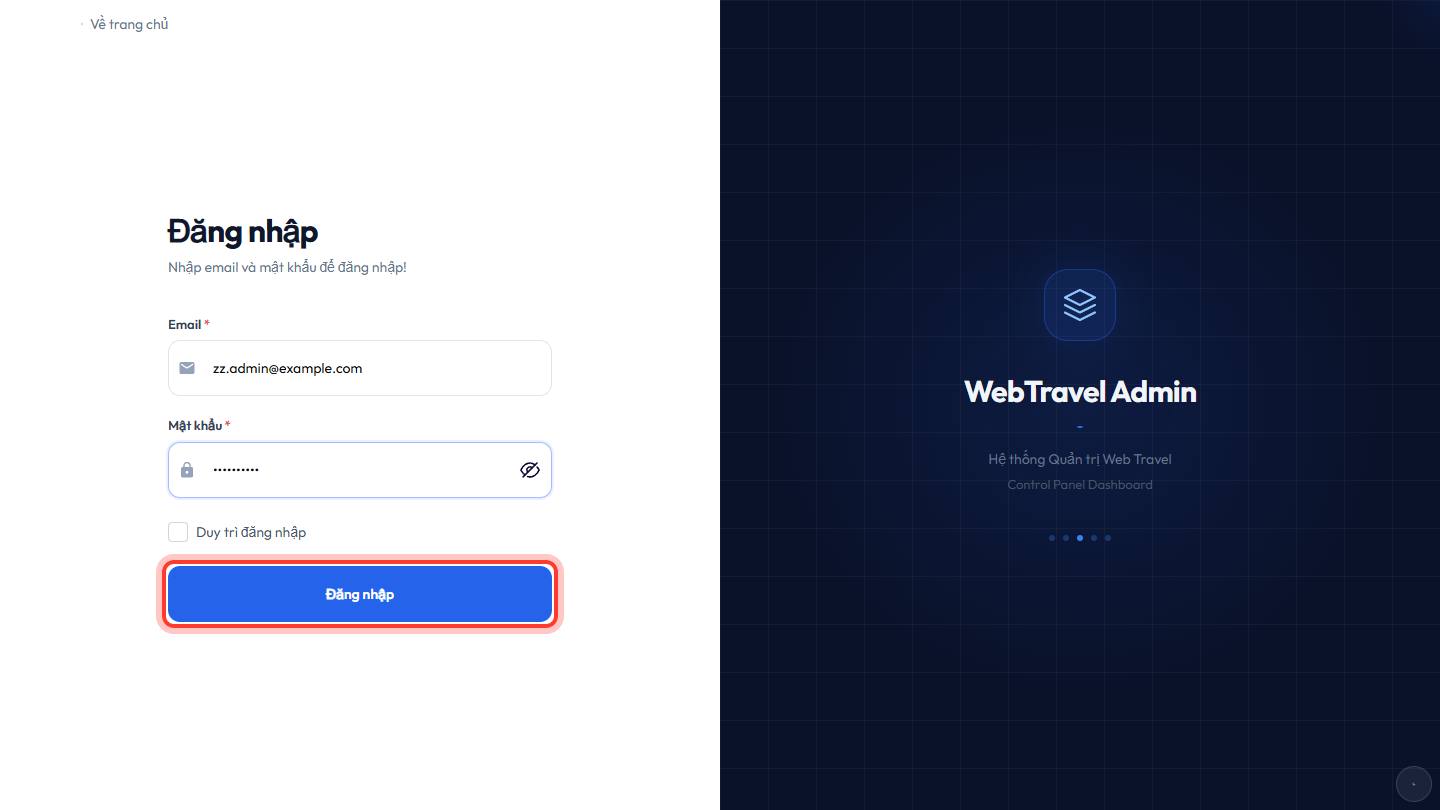 Về trang chủ
Đăng nhập
Nhập email và mật khẩu để đăng nhập!
Email *
zz.admin@example.com
Mật khẩu *
••••••••••
Duy trì đăng nhập
Đăng nhập
WebTravel Admin
Hệ thống Quản trị Web Travel
Control Panel Dashboard